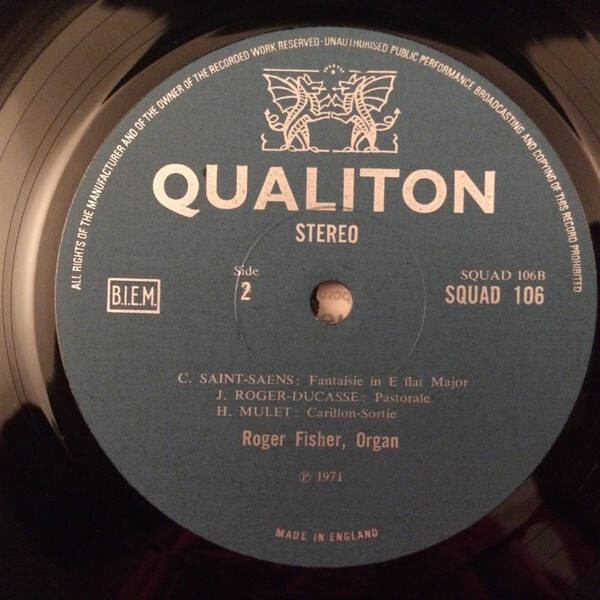 ALL RIGHTS OF THE MANUFACTURER AND OF THE OWNER OF THE RECORDED WORK RESERVED · UNAUTHORISED PUBLIC PERFORMANCE BROADCASTING AND COPYING OF THIS RECORD PROHIBITED
QUALITON
STEREO
Side
2
B.I.E.M.
SQUAD 106B
SQUAD 106
C. SAINT-SAENS: Fantaisie in E flat Major
J. ROGER-DUCASSE: Pastorale
H. MULET: Carillon-Sortie
Roger Fisher, Organ
℗ 1971
MADE IN ENGLAND